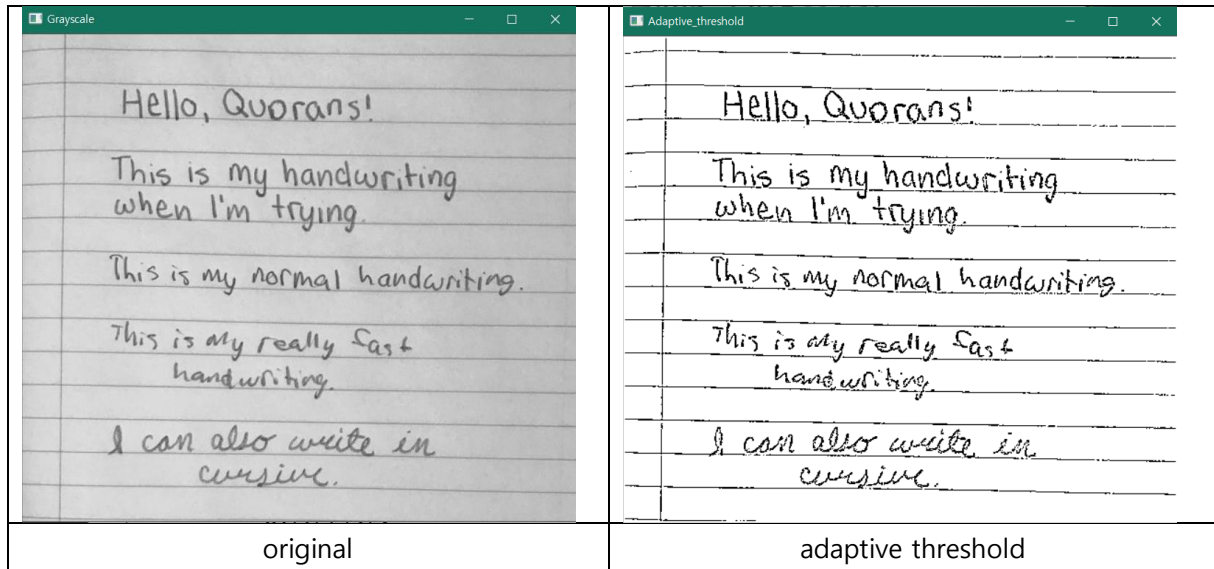 Grayscale
Hello, Quorans!
This is my handwriting
when I'm trying.
This is my normal handwriting.
This is my really fast
handwriting.
I can also write in
cursive.
original
Adaptive_threshold
Hello, Quorans!
This is my handwriting
when I'm trying.
This is my normal handwriting.
This is my really fast
handwriting.
I can also write in
cursive.
adaptive threshold